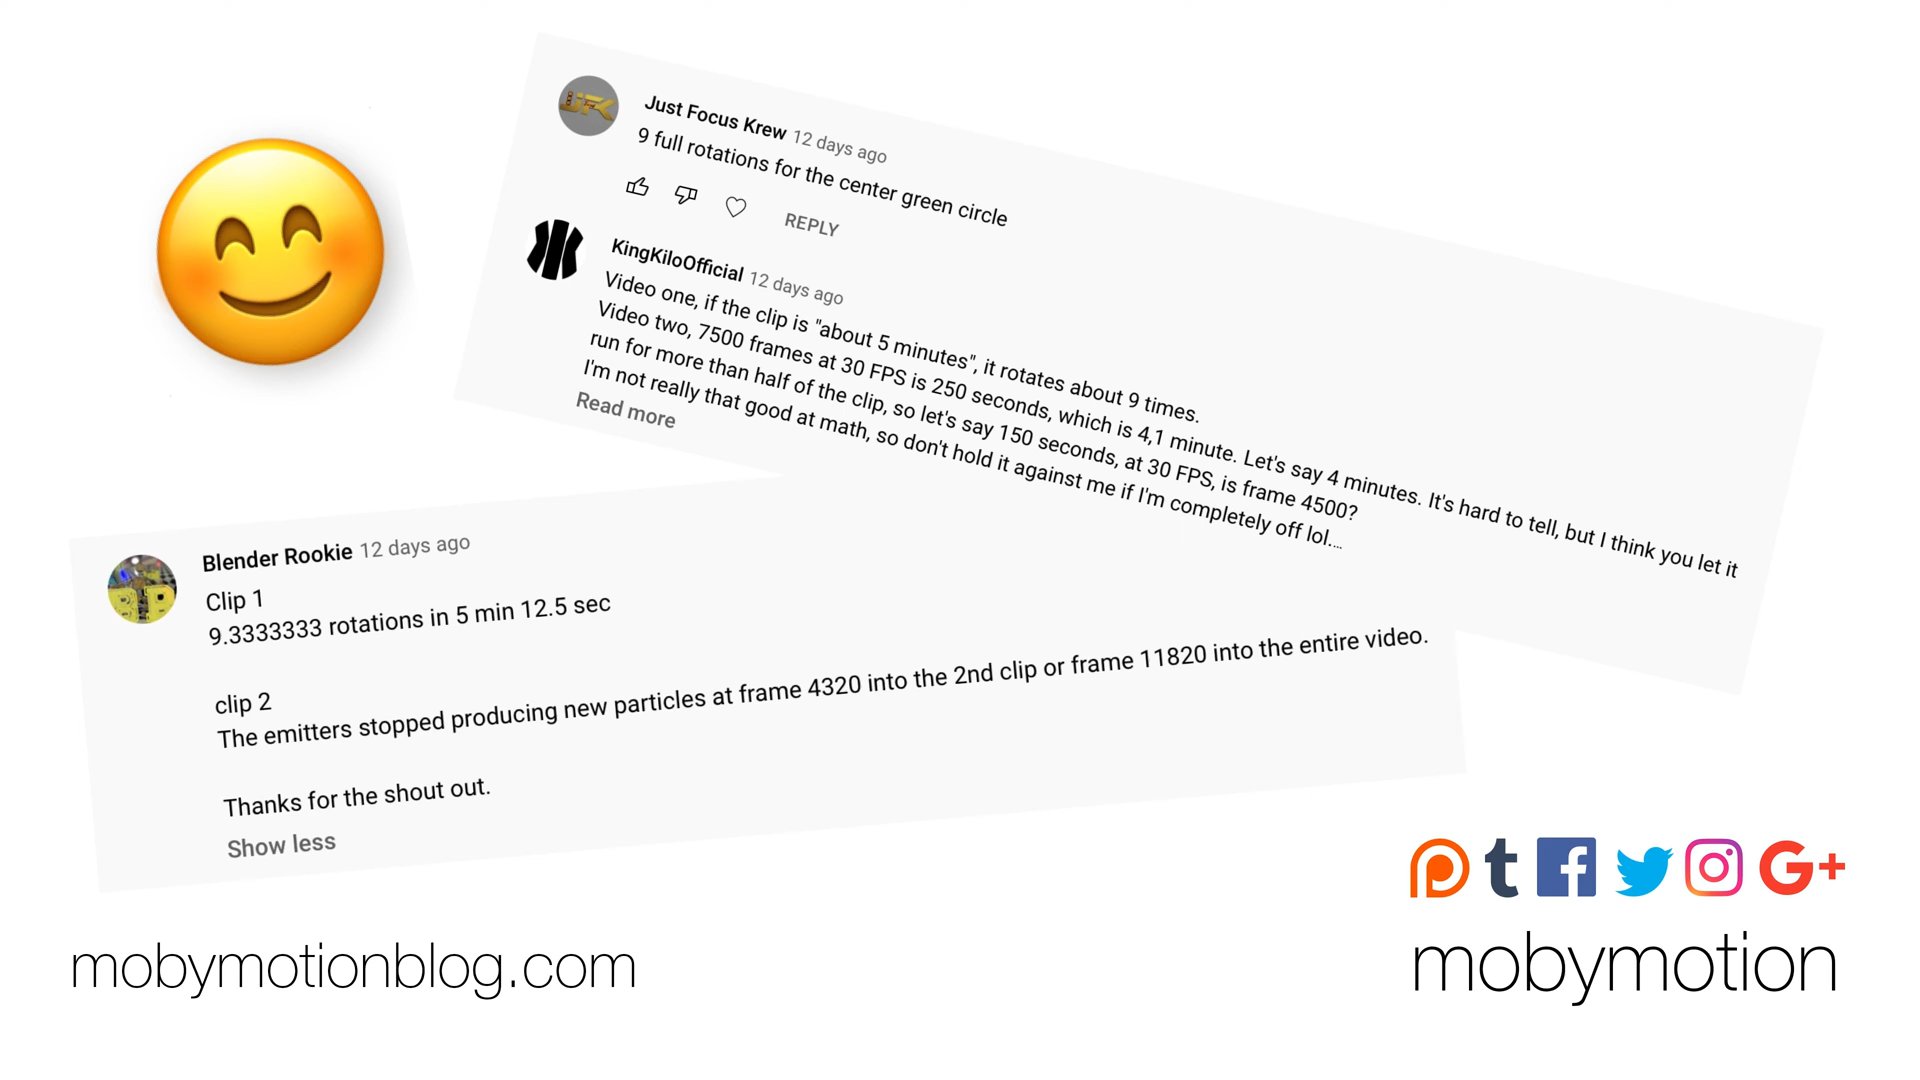 Just Focus Krew 12 days ago
9 full rotations for the center green circle
REPLY
KingKiloOfficial 12 days ago
Video one, if the clip is "about 5 minutes", it rotates about 9 times.
Video two, 7500 frames at 30 FPS is 250 seconds, which is 4,1 minute. Let's say 4 minutes. It's hard to tell, but I think you let it
run for more than half of the clip, so let's say 150 seconds, at 30 FPS, is frame 4500?
I'm not really that good at math, so don't hold it against me if I'm completely off lol....
Read more
Blender Rookie 12 days ago
Clip 1
9.3333333 rotations in 5 min 12.5 sec
clip 2
The emitters stopped producing new particles at frame 4320 into the 2nd clip or frame 11820 into the entire video.
Thanks for the shout out.
Show less
mobymotionblog.com
mobymotion